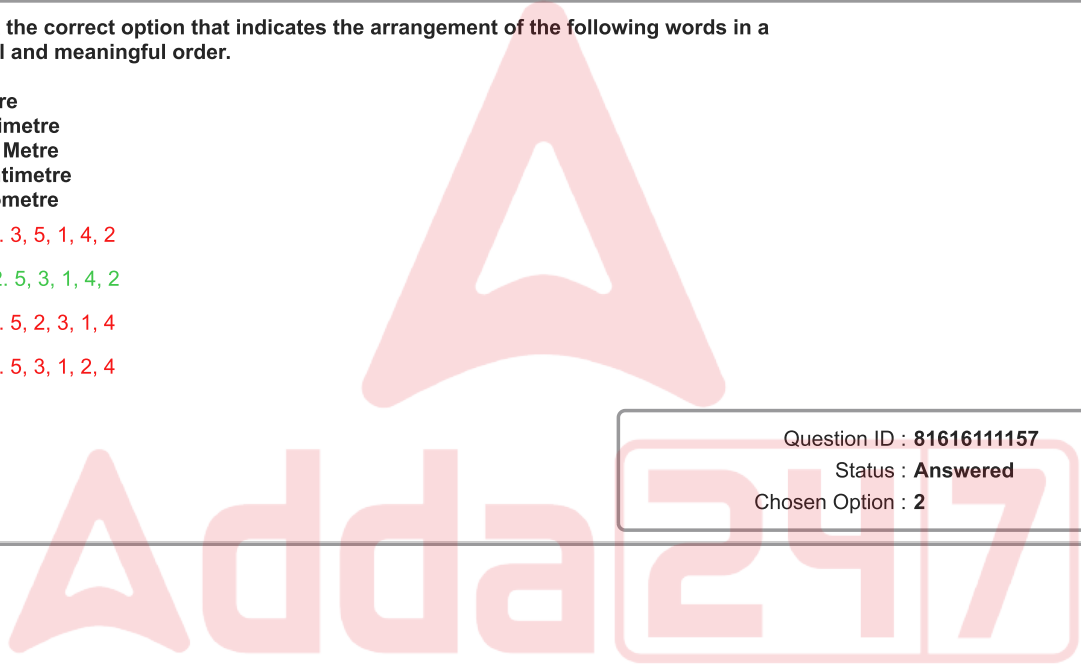 the correct option that indicates the arrangement of the following words in a
l and meaningful order.
re
imetre
Metre
timetre
ometre
. 3, 5, 1, 4, 2
2. 5, 3, 1, 4, 2
. 5, 2, 3, 1, 4
. 5, 3, 1, 2, 4
Question ID : 81616111157
Status : Answered
Chosen Option : 2
Adda247